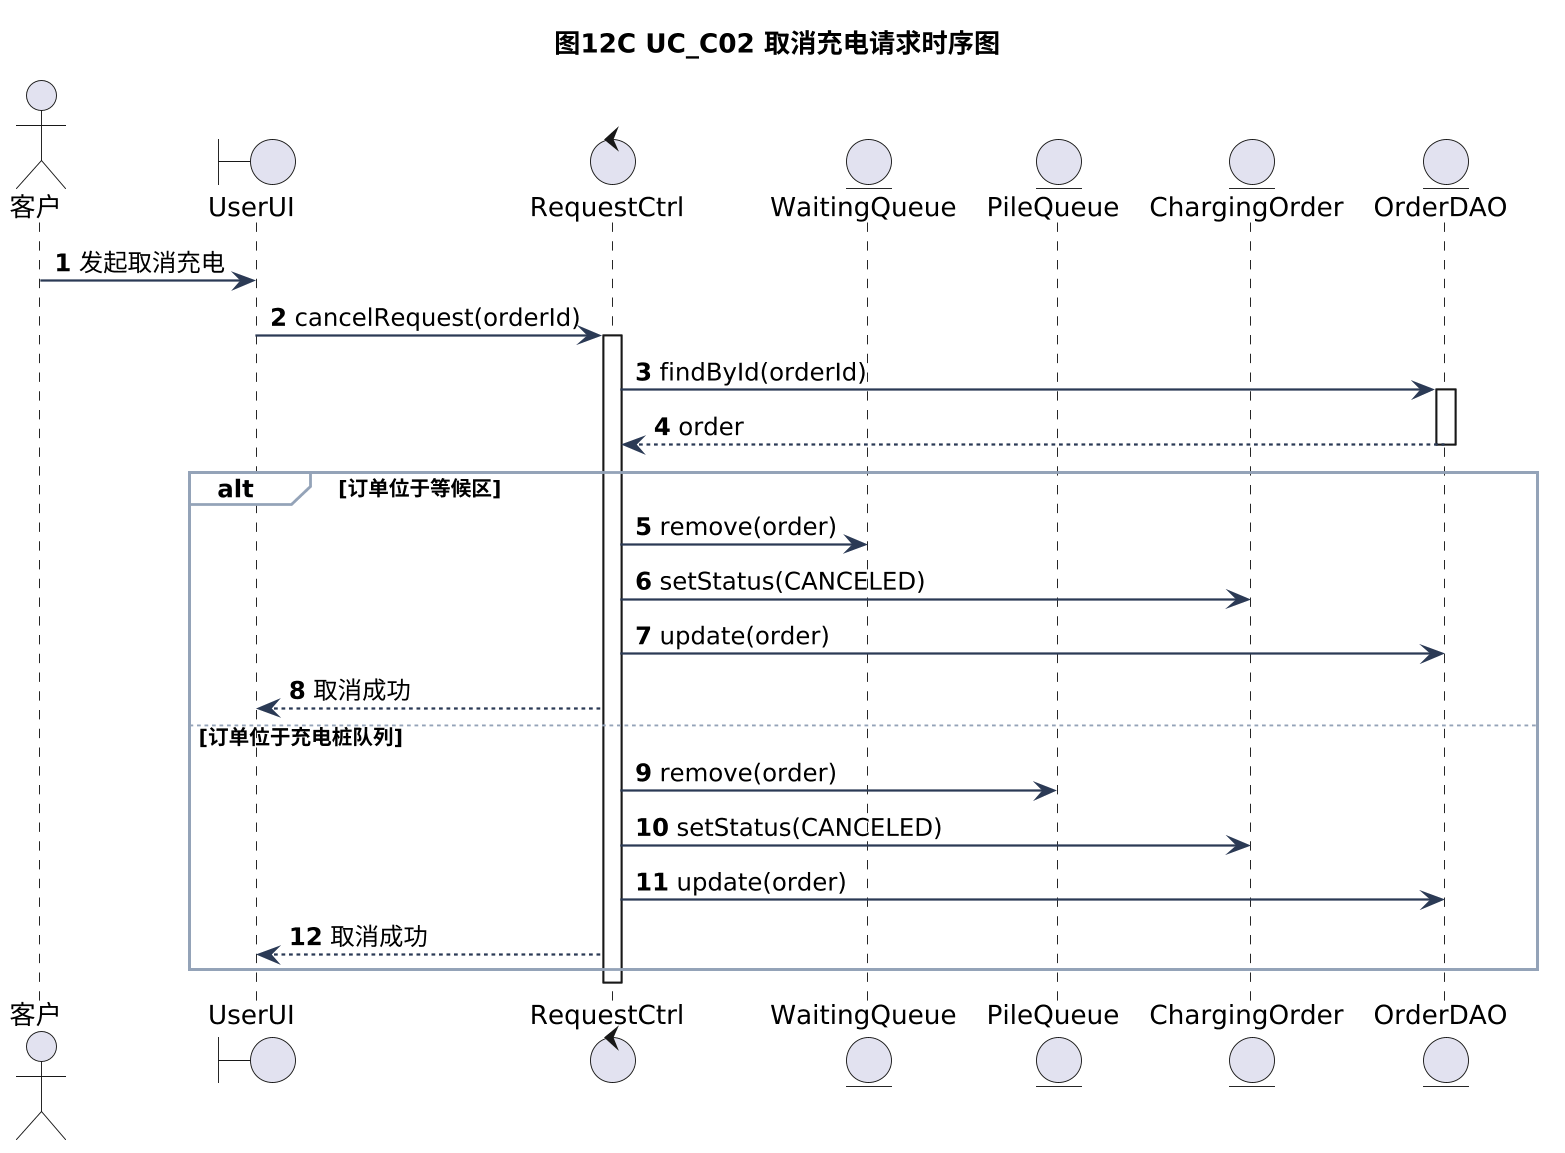 图12C UC_C02 取消充电请求时序图
客户
UserUI
RequestCtrl
WaitingQueue
PileQueue
ChargingOrder
OrderDAO
1 发起取消充电
2 cancelRequest(orderId)
3 findById(orderId)
4 order
alt
[订单位于等候区]
5 remove(order)
6 setStatus(CANCELED)
7 update(order)
8 取消成功
[订单位于充电桩队列]
9 remove(order)
10 setStatus(CANCELED)
11 update(order)
12 取消成功
客户
UserUI
RequestCtrl
WaitingQueue
PileQueue
ChargingOrder
OrderDAO